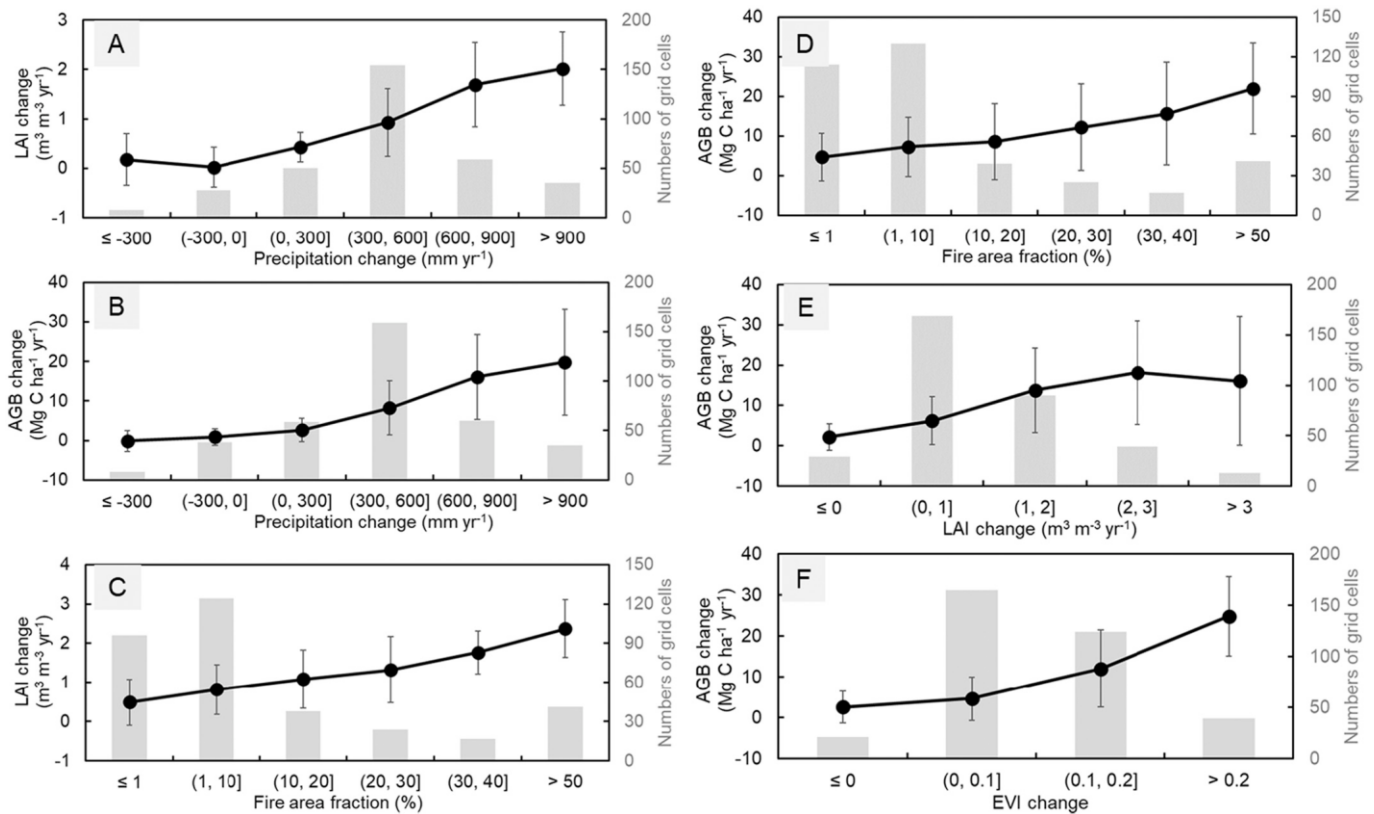 A
LAI change
(m³ m⁻³ yr⁻¹)
3
2
1
0
-1
200
150
100
50
0
Numbers of grid cells
≤ -300 (-300, 0] (0, 300] (300, 600] (600, 900] > 900
Precipitation change (mm yr⁻¹)
B
AGB change
(Mg C ha⁻¹ yr⁻¹)
40
30
20
10
0
-10
200
150
100
50
0
Numbers of grid cells
≤ -300 (-300, 0] (0, 300] (300, 600] (600, 900] > 900
Precipitation change (mm yr⁻¹)
C
LAI change
(m³ m⁻³ yr⁻¹)
4
3
2
1
0
-1
150
120
90
60
30
0
Numbers of grid cells
≤ 1 (1, 10] (10, 20] (20, 30] (30, 40] > 50
Fire area fraction (%)
D
AGB change
(Mg C ha⁻¹ yr⁻¹)
40
30
20
10
0
-10
150
120
90
60
30
0
Numbers of grid cells
≤ 1 (1, 10] (10, 20] (20, 30] (30, 40] > 50
Fire area fraction (%)
E
AGB change
(Mg C ha⁻¹ yr⁻¹)
40
30
20
10
0
-10
200
150
100
50
0
Numbers of grid cells
≤ 0 (0, 1] (1, 2] (2, 3] > 3
LAI change (m³ m⁻³ yr⁻¹)
F
AGB change
(Mg C ha⁻¹ yr⁻¹)
40
30
20
10
0
-10
200
150
100
50
0
Numbers of grid cells
≤ 0 (0, 0.1] (0.1, 0.2] > 0.2
EVI change